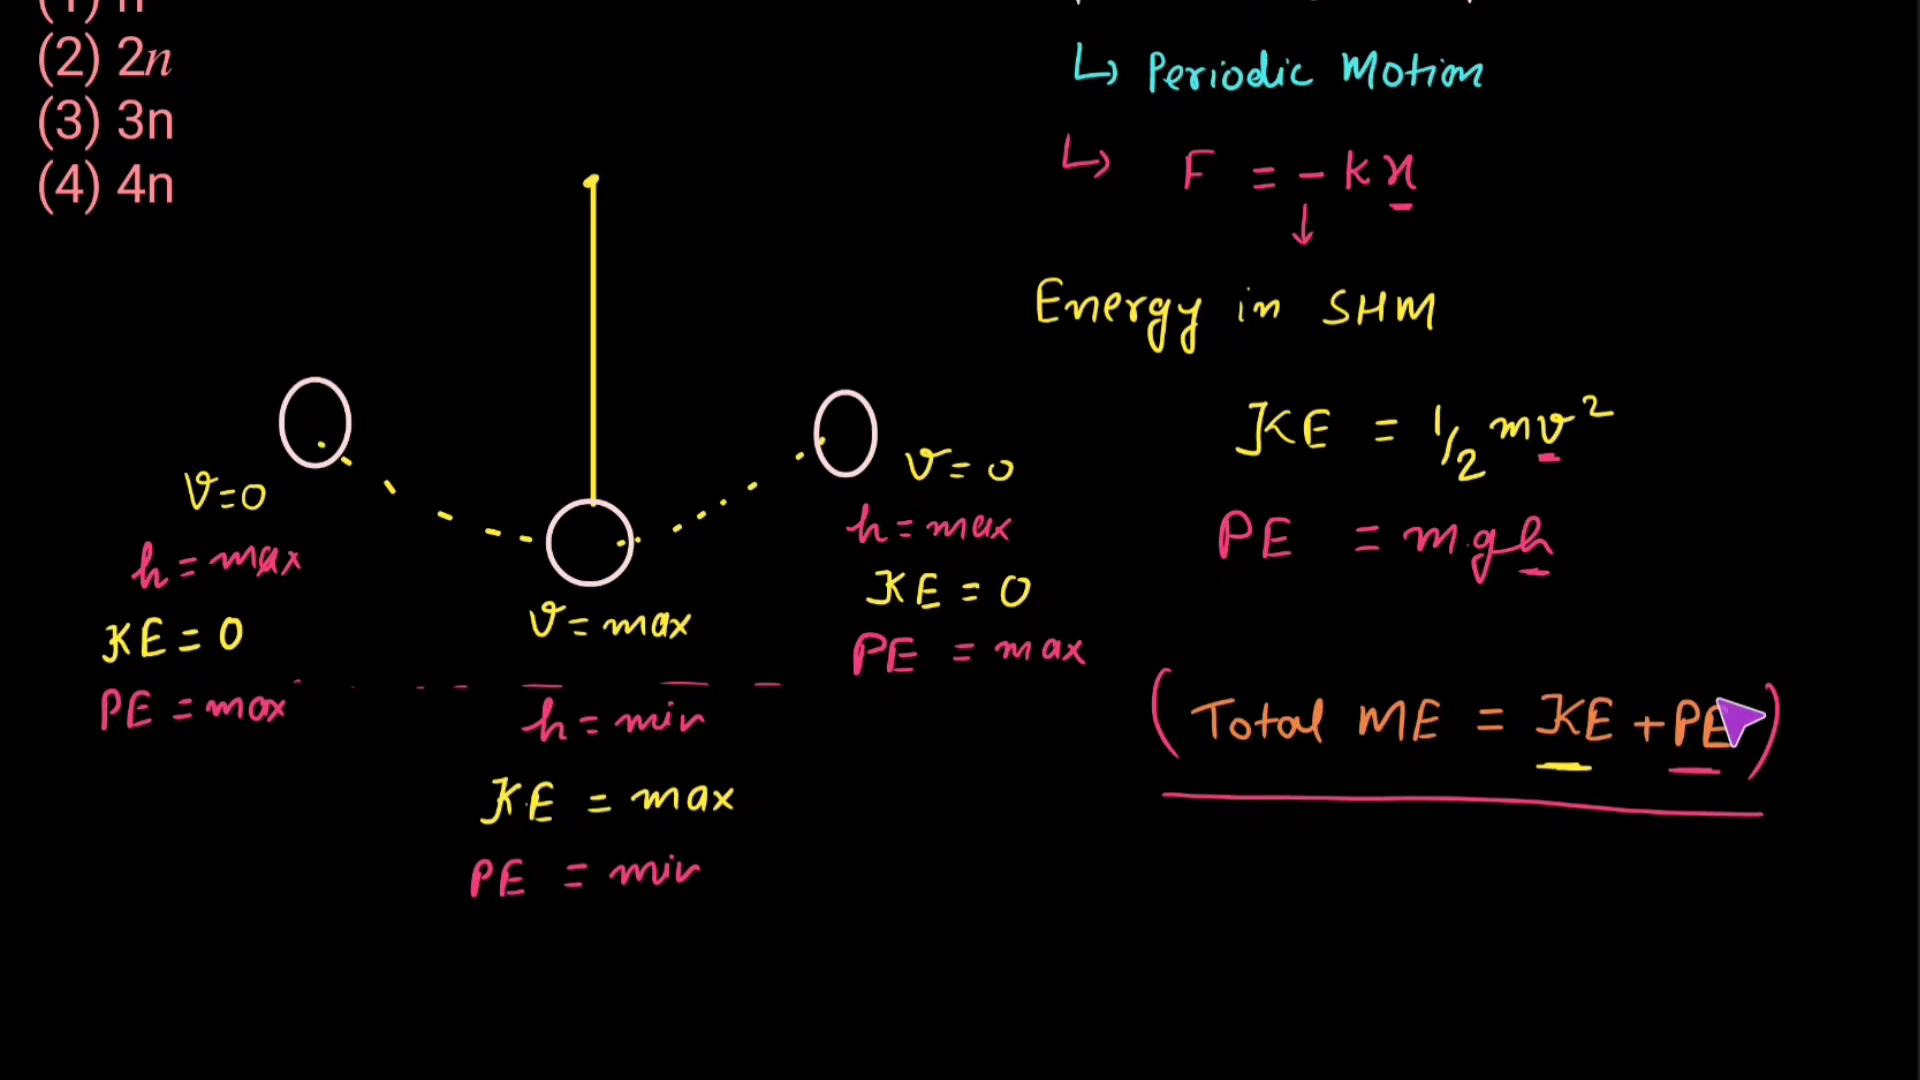 (2) 2n
(3) 3n
(4) 4n
↳ Periodic Motion
↳ F = - k x
Energy in SHM
KE = 1/2 mv²
PE = mgh
(Total ME = KE + PE)
v=0
h = max
KE = 0
PE = max
v = max
h = min
KE = max
PE = min
v = 0
h = max
KE = 0
PE = max